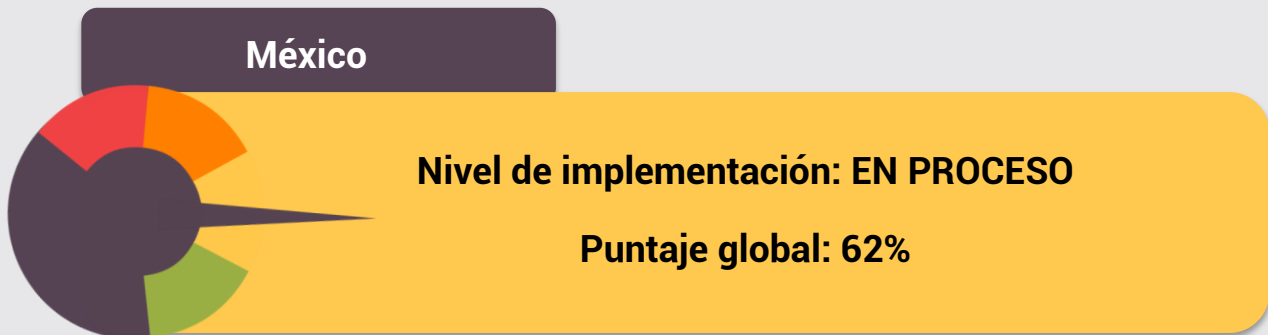 México
Nivel de implementación: EN PROCESO
Puntaje global: 62%